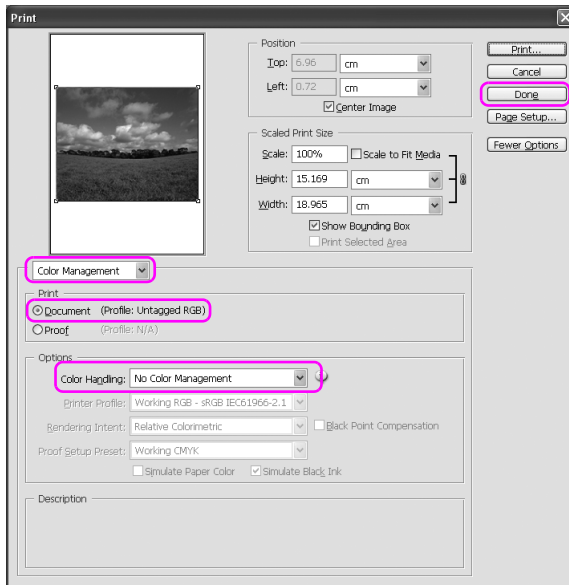 Print
Position
Top: 6.96 cm
Left: 0.72 cm
Center Image
Scaled Print Size
Scale: 100% Scale to Fit Media
Height: 15.169 cm
Width: 18.965 cm
Show Bounding Box
Print Selected Area
Print...
Cancel
Done
Page Setup...
Fewer Options
Color Management
Print
Document (Profile: Untagged RGB)
Proof (Profile: N/A)
Options
Color Handling: No Color Management
Printer Profile: Working RGB - sRGB IEC61966-2.1
Rendering Intent: Relative Colorimetric Black Point Compensation
Proof Setup Preset: Working CMYK
Simulate Paper Color Simulate Black Ink
Description